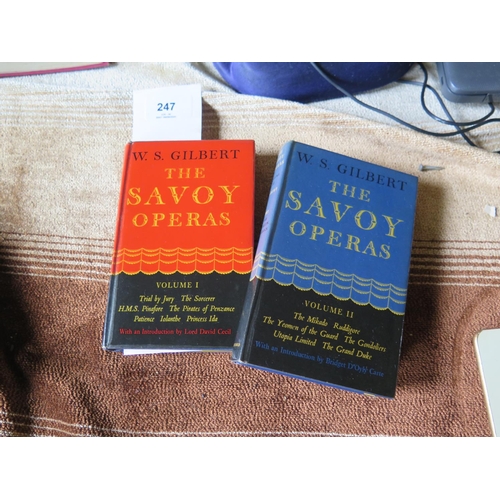 247
W. S. GILBERT
THE
SAVOY
OPERAS
VOLUME I
Trial by Jury The Sorcerer
H.M.S. Pinafore The Pirates of Penzance
Patience Iolanthe Princess Ida
With an Introduction by Lord David Cecil
W. S. GILBERT
THE
SAVOY
OPERAS
VOLUME II
The Mikado Ruddigore
The Yeomen of the Guard The Gondoliers
Utopia Limited The Grand Duke
With an Introduction by Bridget D'Oyly Carte